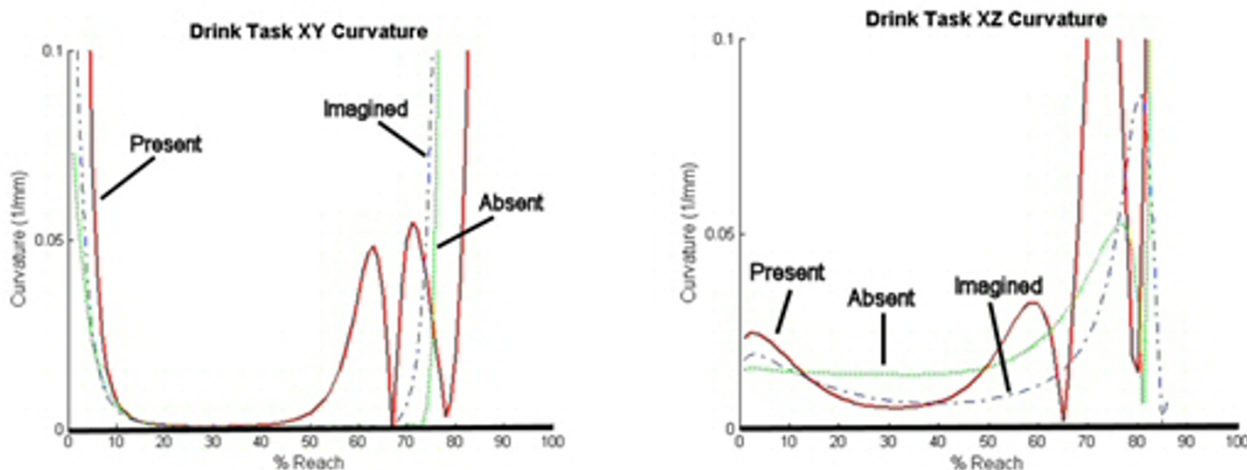 Drink Task XY Curvature
0.1
0.05
0
Curvature (1/mm)
Present
Imagined
Absent
0 10 20 30 40 50 60 70 80 90 100
% Reach
Drink Task XZ Curvature
0.1
0.05
0
Curvature (1/mm)
Present
Absent
Imagined
0 10 20 30 40 50 60 70 80 90 100
% Reach